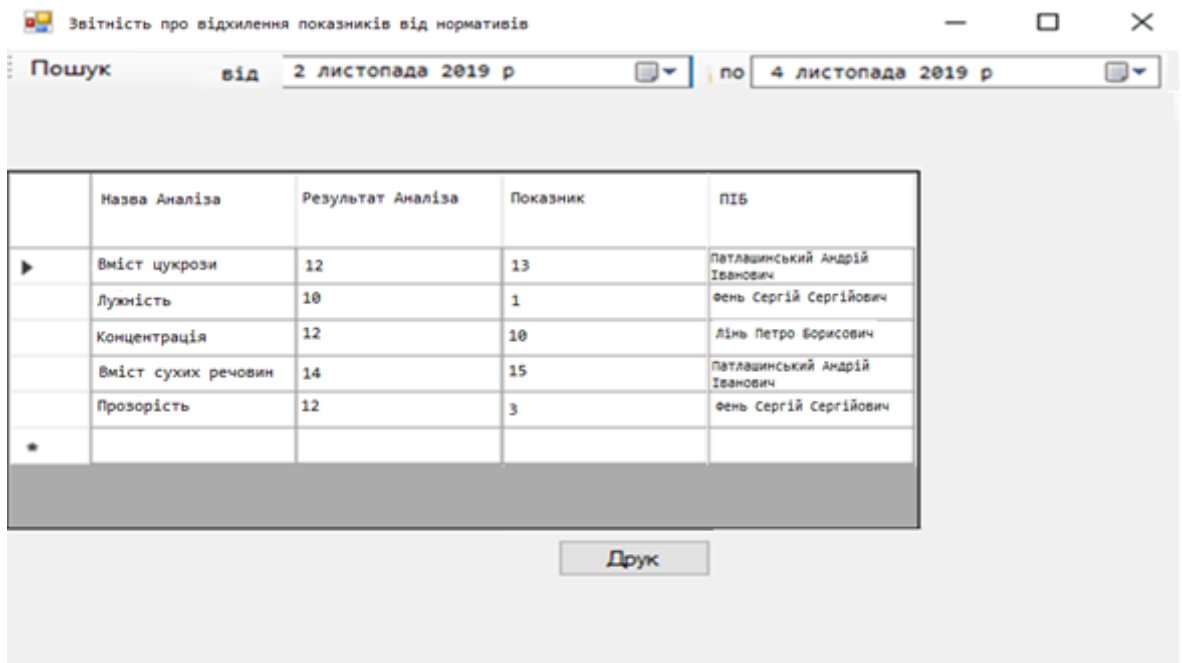 Звітність про відхилення показників від нормативів
Пошук від 2 листопада 2019 р по 4 листопада 2019 р
Назва Аналіза Результат Аналіза Показник ПІБ
Вміст цукрози 12 13 Патлашинський Андрій
Іванович
Лужність 10 1 Фень Сергій Сергійович
Концентрація 12 10 Лінь Петро Борисович
Вміст сухих речовин 14 15 Патлашинський Андрій
Іванович
Прозорість 12 3 Фень Сергій Сергійович
Друк